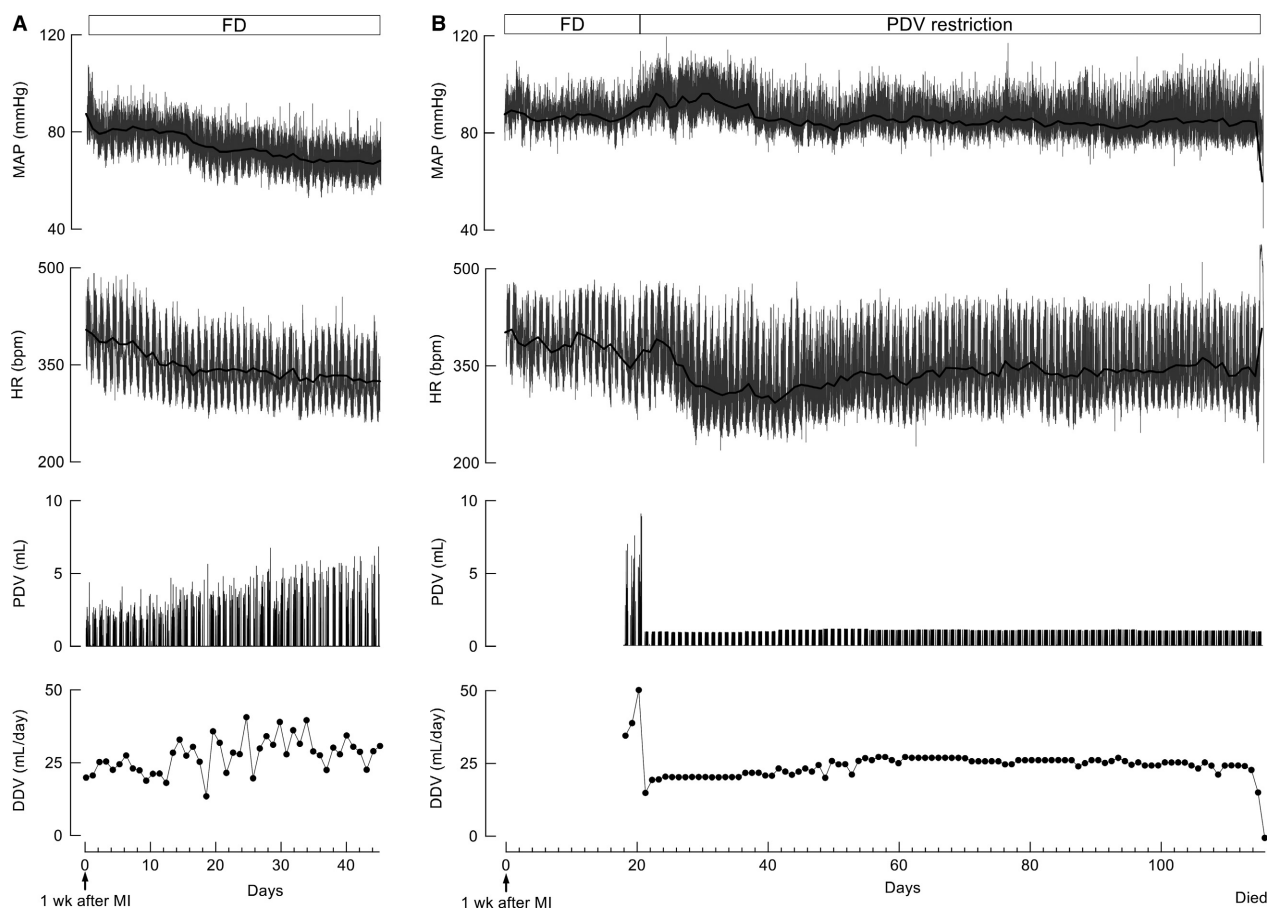 A
FD
120
80
40
MAP (mmHg)
500
350
200
HR (bpm)
10
5
0
PDV (mL)
50
25
0
DDV (mL/day)
0 10 20 30 40
Days
1 wk after MI
B
FD PDV restriction
120
80
40
MAP (mmHg)
500
350
200
HR (bpm)
10
5
0
PDV (mL)
50
25
0
DDV (mL/day)
0 20 40 60 80 100
Days
1 wk after MI
Died